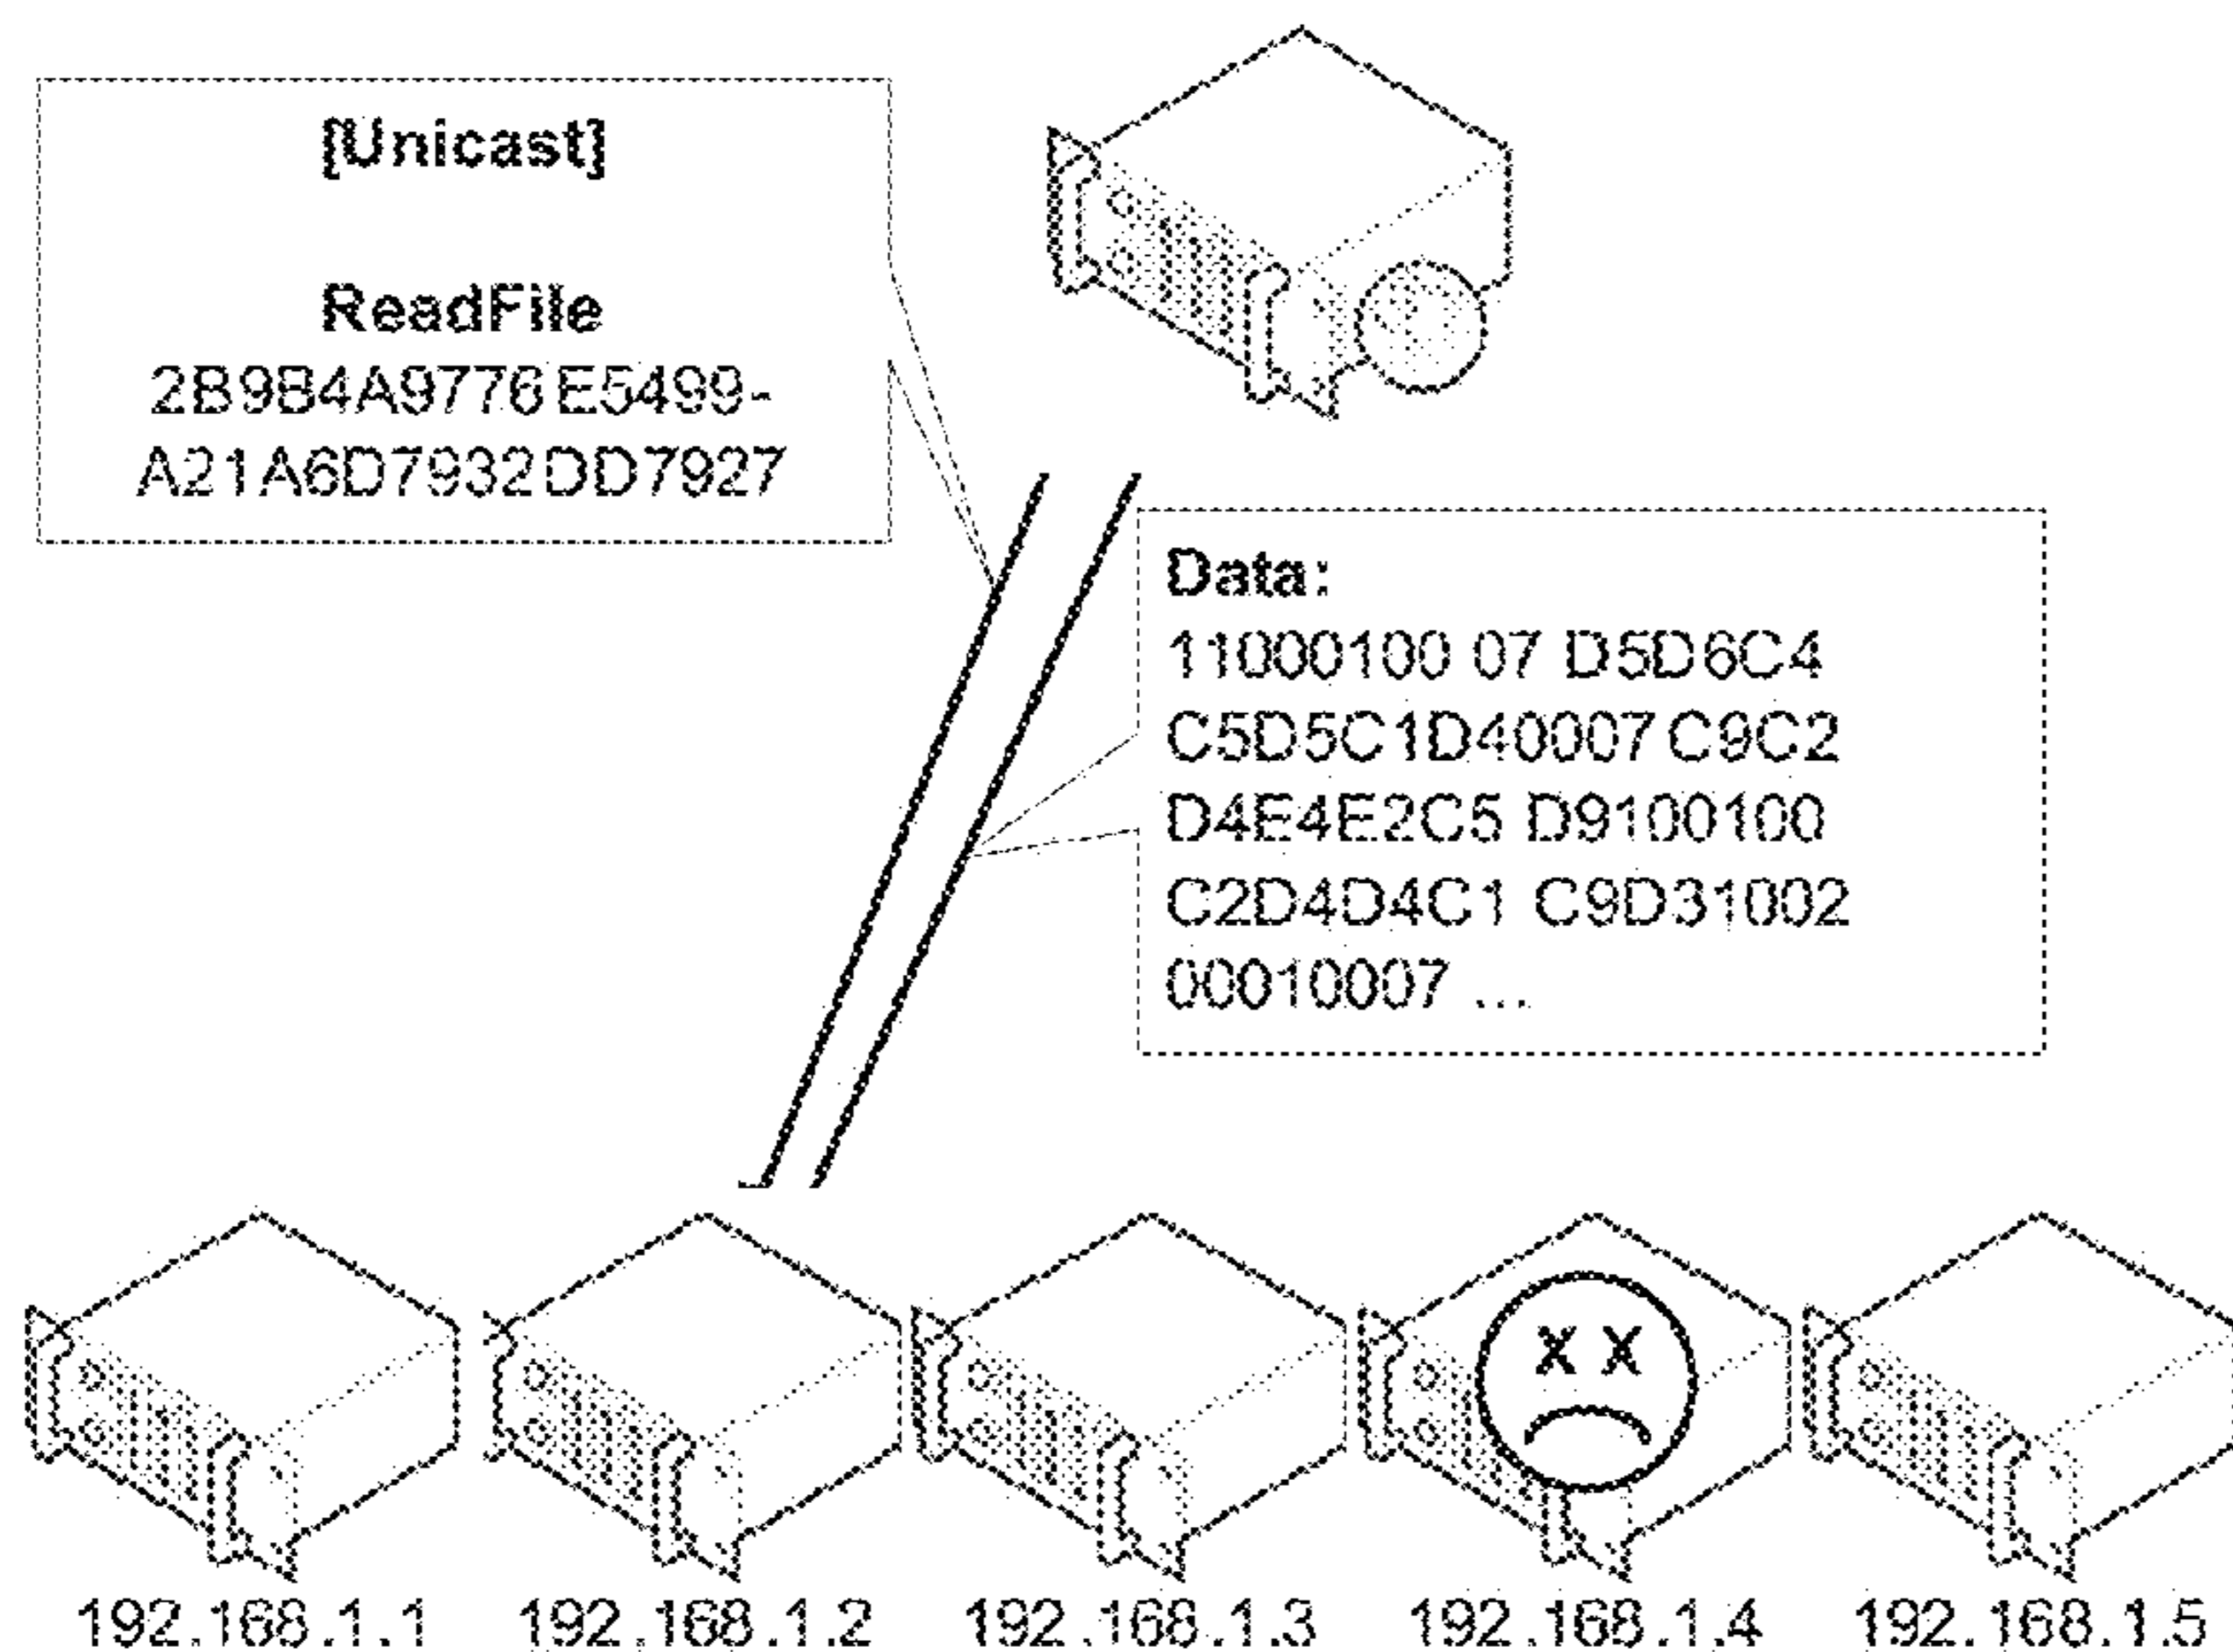 [Unicast]
ReadFile
2B9B4A9776E5499-
A21A6D7932DD7927
Data:
11000100 07 D5D6C4
C5D5C1D40007C9C2
D4E4E2C5 D9100100
C2D4D4C1 C9D31002
00010007 ...
192.168.1.1 192.168.1.2 192.168.1.3 192.168.1.4 192.168.1.5